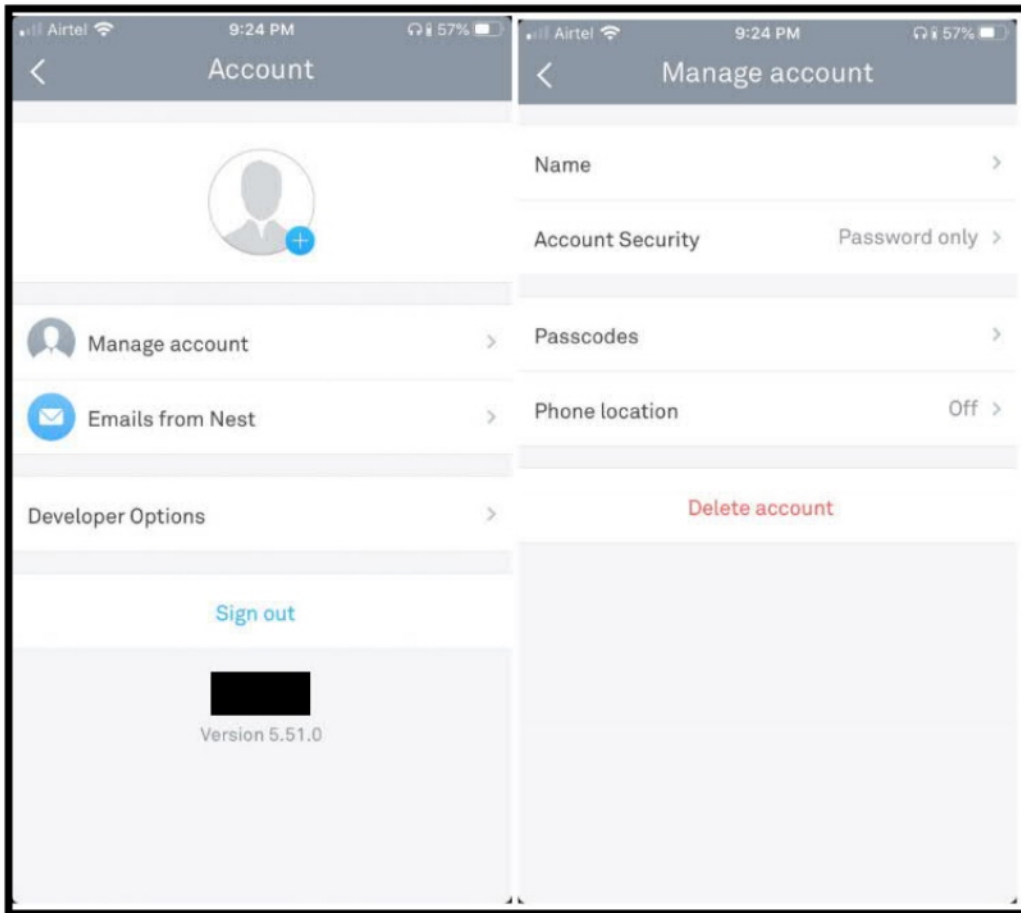 Airtel 9:24 PM 57%
Account
Manage account
Emails from Nest
Developer Options
Sign out
Version 5.51.0
Airtel 9:24 PM 57%
Manage account
Name
Account Security Password only
Passcodes
Phone location Off
Delete account